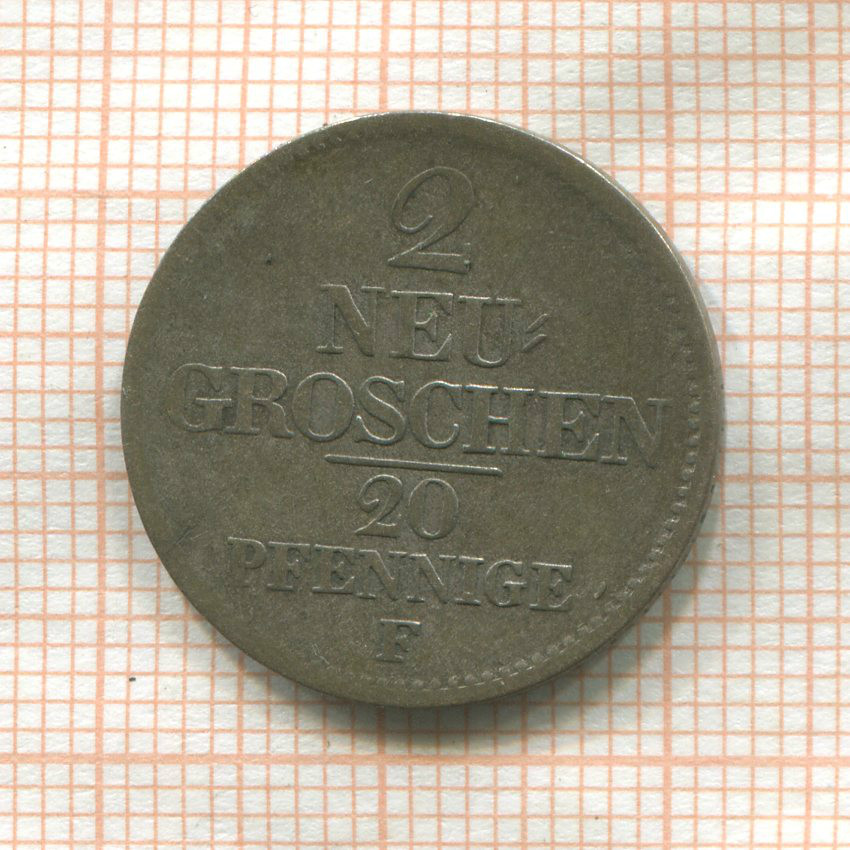 2
NEU-
GROSCHEN
20
PFENNIGE
F